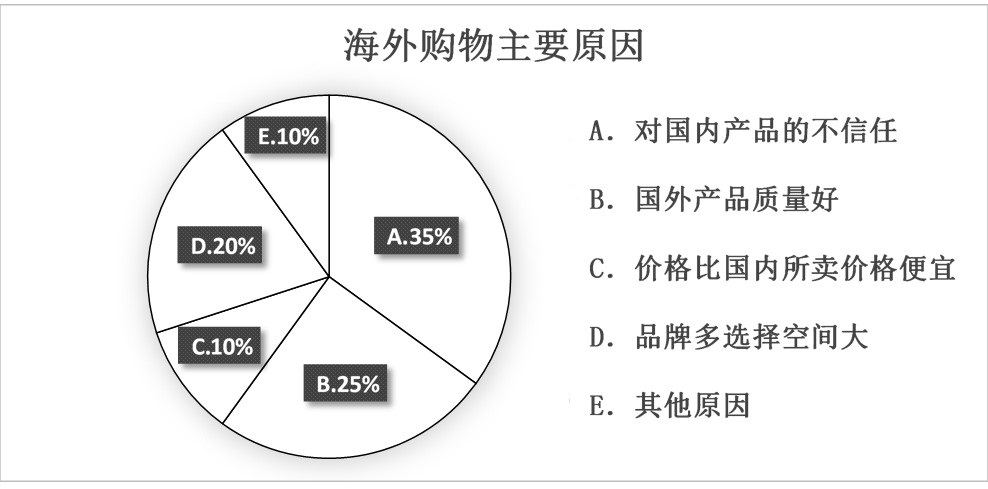 海外购物主要原因
E.10%
A.35%
D.20%
C.10%
B.25%
A. 对国内产品的不信任
B. 国外产品质量好
C. 价格比国内所卖价格便宜
D. 品牌多选择空间大
E. 其他原因